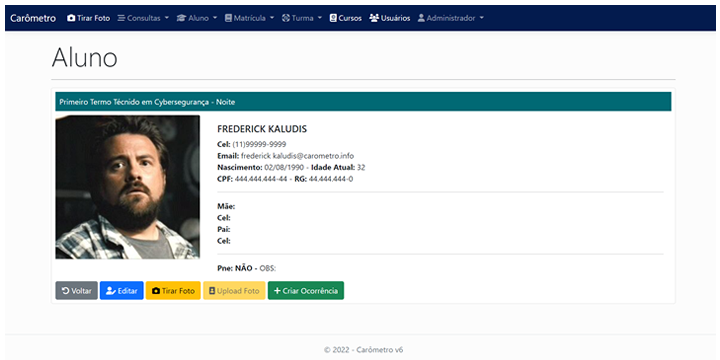 Carômetro Tirar Foto Consultas Aluno Matrícula Turma Cursos Usuários Administrador
Aluno
Primeiro Termo Técnido em Cybersegurança - Noite
FREDERICK KALUDIS
Cel: (11)99999-9999
Email: frederick kaludis@carometro.info
Nascimento: 02/08/1990 - Idade Atual: 32
CPF: 444.444.444-44 - RG: 44.444.444-0
Mãe:
Cel:
Pai:
Cel:
Pne: NÃO - OBS:
Voltar Editar Tirar Foto Upload Foto Criar Ocorrência
© 2022 - Carômetro v6